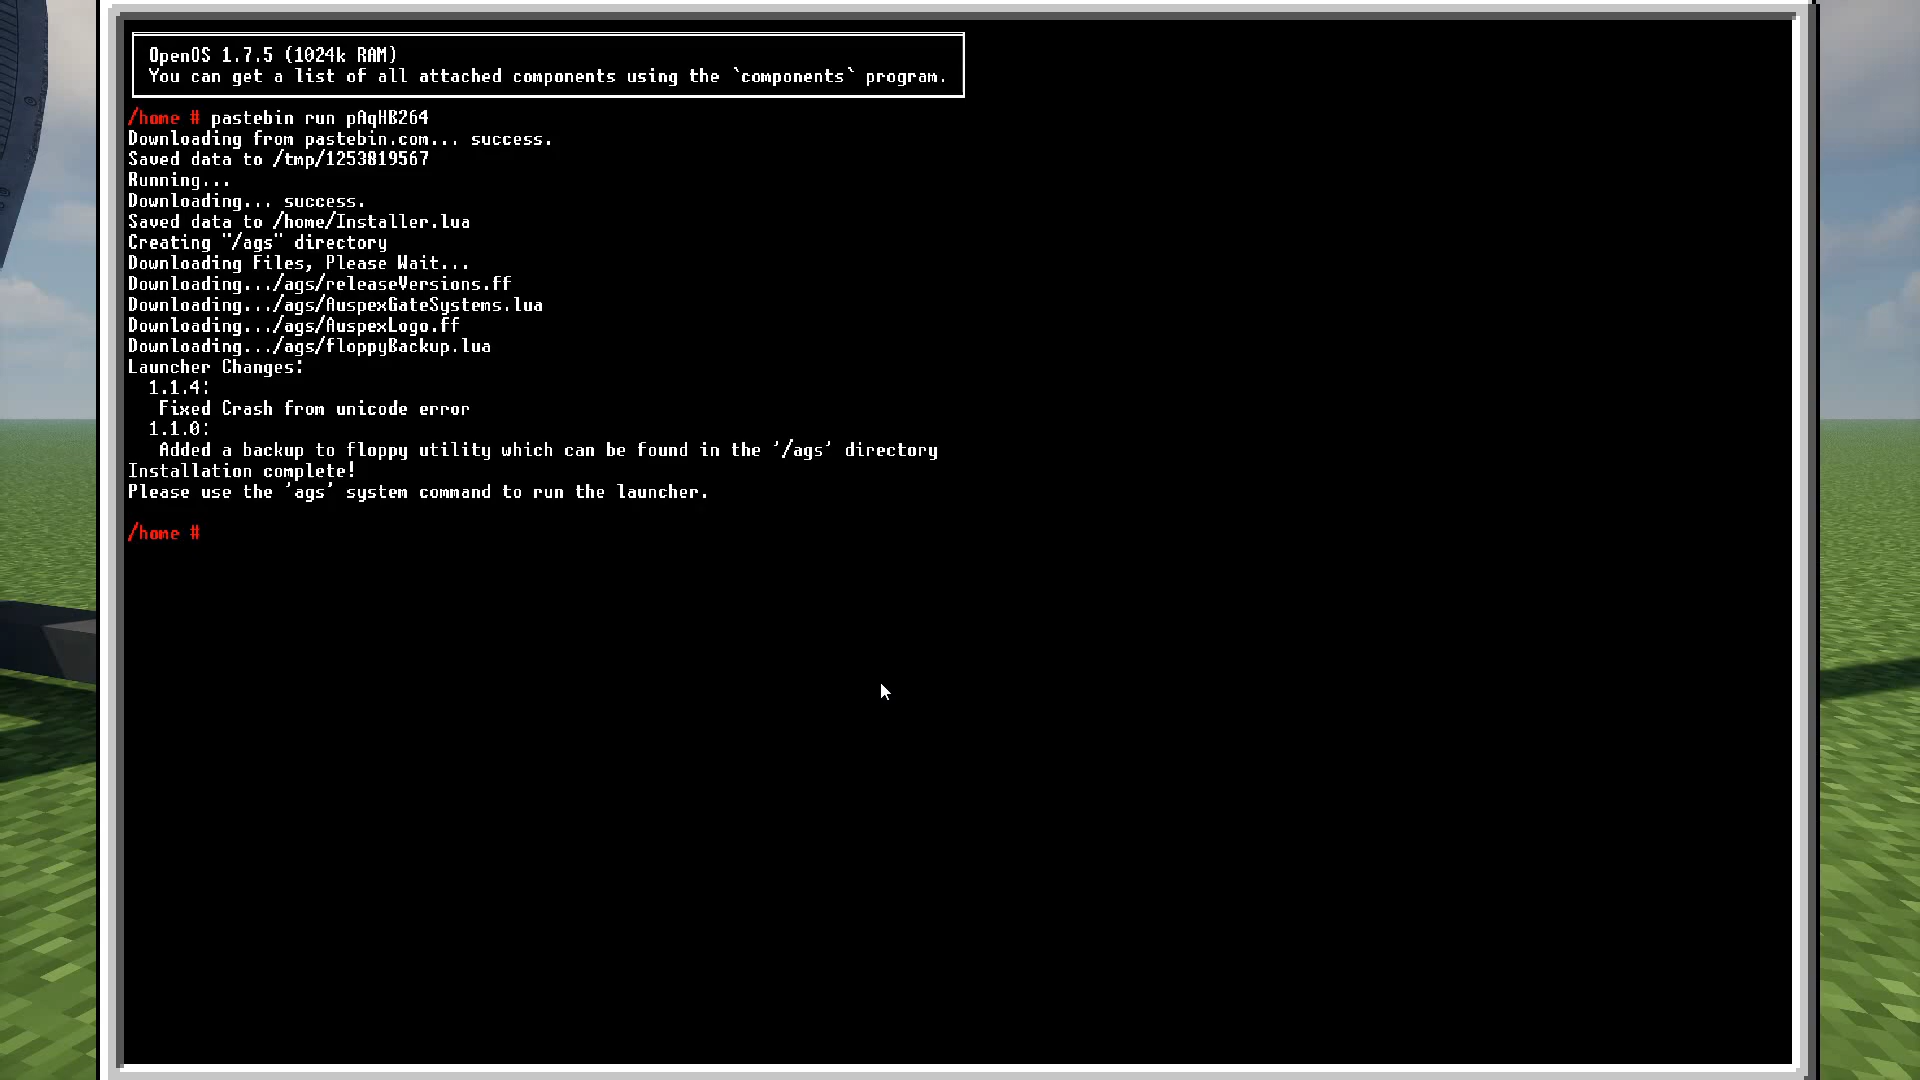 OpenOS 1.7.5 (1024k RAM)
You can get a list of all attached components using the `components` program.
/home # pastebin run pAqHB264
Downloading from pastebin.com... success.
Saved data to /tmp/1253819567
Running...
Downloading... success.
Saved data to /home/Installer.lua
Creating "/ags" directory
Downloading Files, Please Wait...
Downloading.../ags/releaseVersions.ff
Downloading.../ags/AuspexGateSystems.lua
Downloading.../ags/AuspexLogo.ff
Downloading.../ags/floppyBackup.lua
Launcher Changes:
1.1.4:
Fixed Crash from unicode error
1.1.0:
Added a backup to floppy utility which can be found in the '/ags' directory
Installation complete!
Please use the 'ags' system command to run the launcher.
/home #